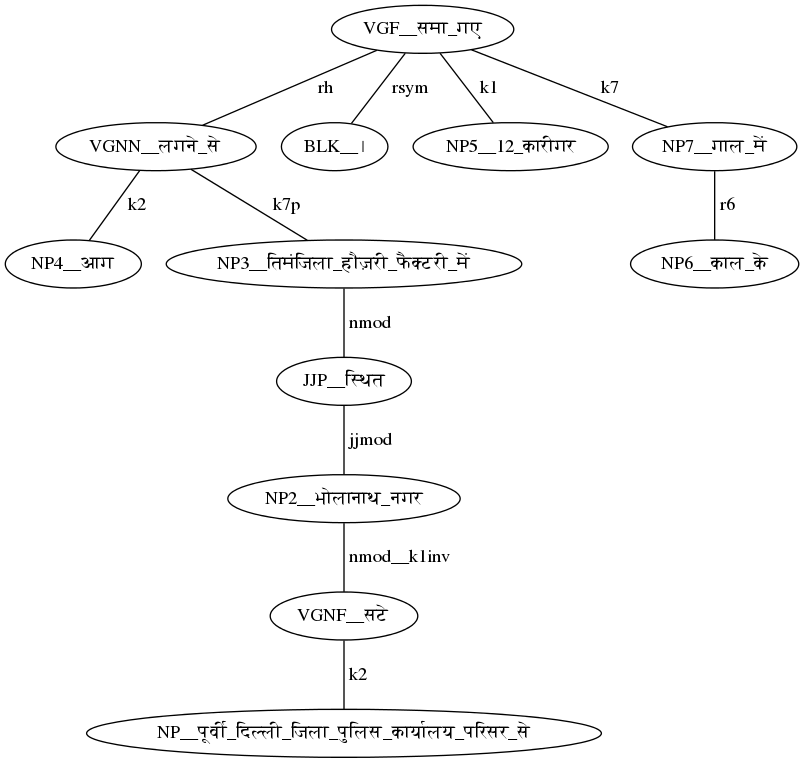 VGF__समा_गए
rh rsym k1 k7
VGNN__लगने_से BLK__। NP5__12_कारीगर NP7__गाल_में
k2 k7p r6
NP4__आग NP3__तिमंजिला_हौज़री_फैक्टरी_में NP6__काल_के
nmod
JJP__स्थित
jjmod
NP2__भोलानाथ_नगर
nmod__k1inv
VGNF__सटे
k2
NP__पूर्वी_दिल्ली_जिला_पुलिस_कार्यालय_परिसर_से